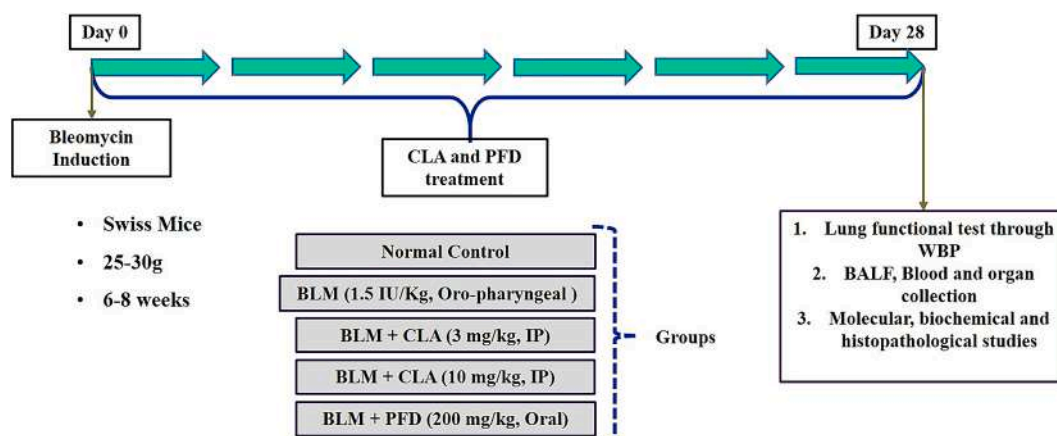 Day 0
Day 28
Bleomycin
Induction
CLA and PFD
treatment
• Swiss Mice
• 25-30g
• 6-8 weeks
Normal Control
BLM (1.5 IU/Kg, Oro-pharyngeal )
BLM + CLA (3 mg/kg, IP)
BLM + CLA (10 mg/kg, IP)
BLM + PFD (200 mg/kg, Oral)
Groups
1. Lung functional test through
WBP
2. BALF, Blood and organ
collection
3. Molecular, biochemical and
histopathological studies